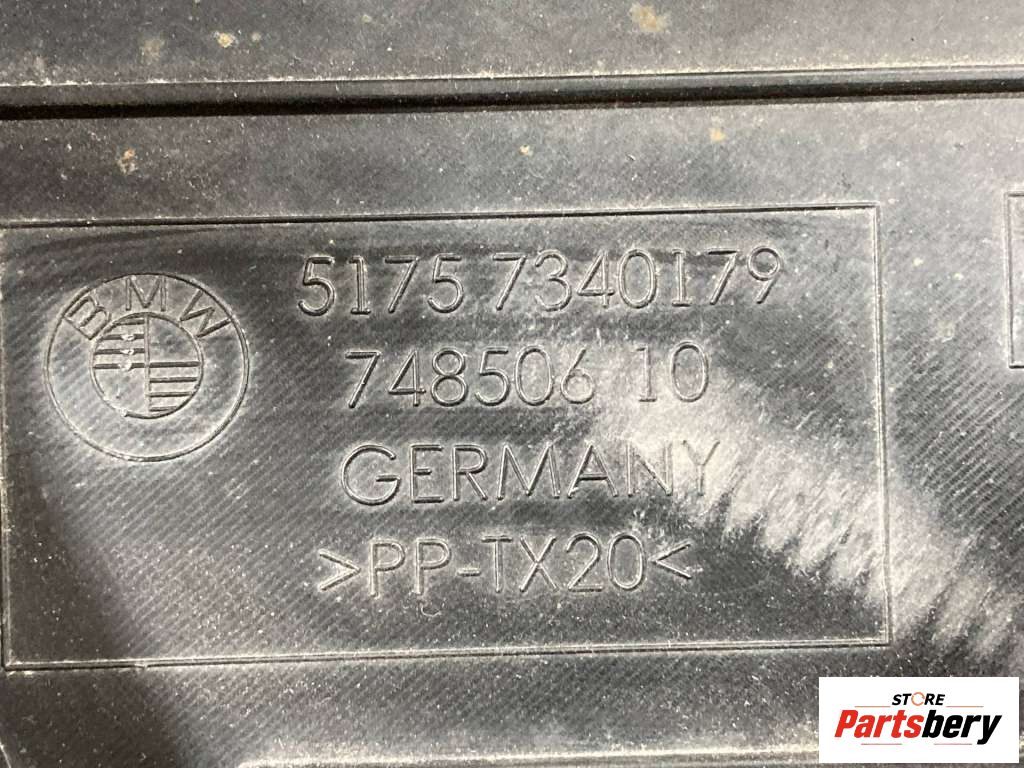 BMW
5175 7340179
748506 10
GERMANY
>PP-TX20<
STORE
Partsbery